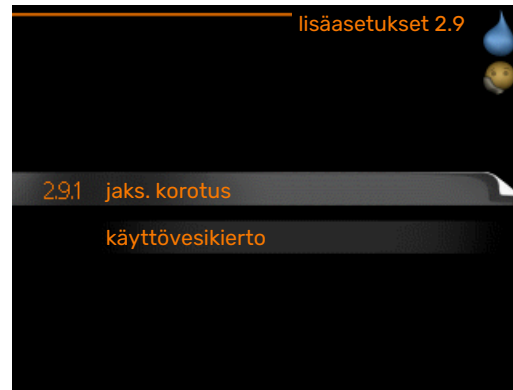 lisäasetukset 2.9
2.9.1 jaks. korotus
käyttövesikierto